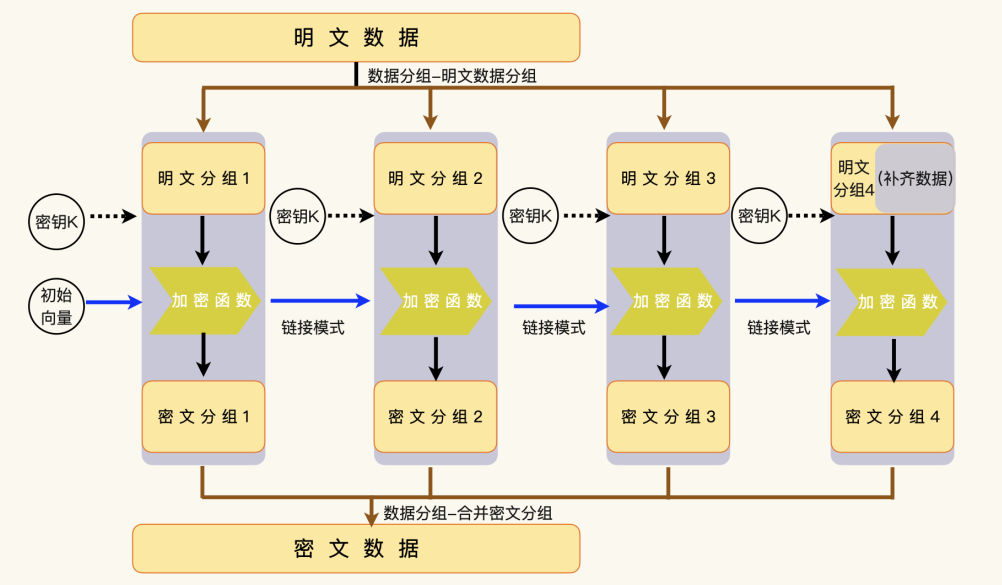 明文数据
数据分组-明文数据分组
明文分组1
明文分组2
明文分组3
明文
分组4
(补齐数据)
密钥K
密钥K
密钥K
密钥K
初始
向量
加密函数
链接模式
加密函数
链接模式
加密函数
链接模式
加密函数
密文分组1
密文分组2
密文分组3
密文分组4
数据分组-合并密文分组
密文数据